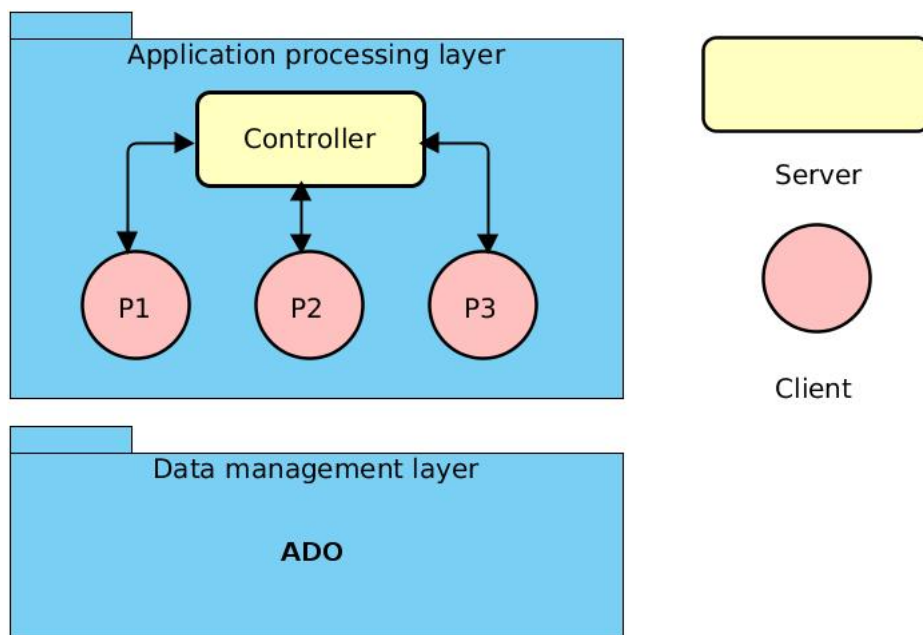 Application processing layer
Controller
P1
P2
P3
Server
Client
Data management layer
ADO